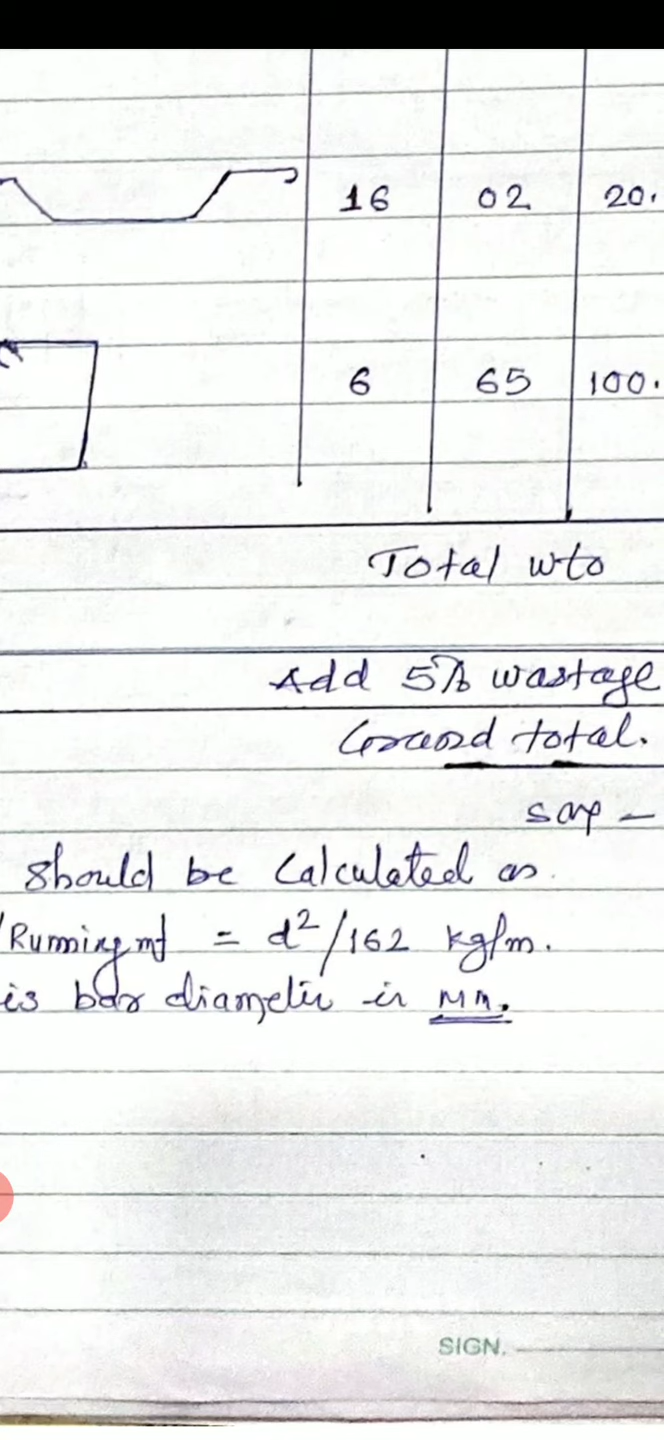 16 02 20.
6 65 100.
Total wto
Add 5% wastage
Grand total.
say –
should be Calculated as
/Running mt = d²/162 kg/m.
is bar diameter in Mm.
SIGN.